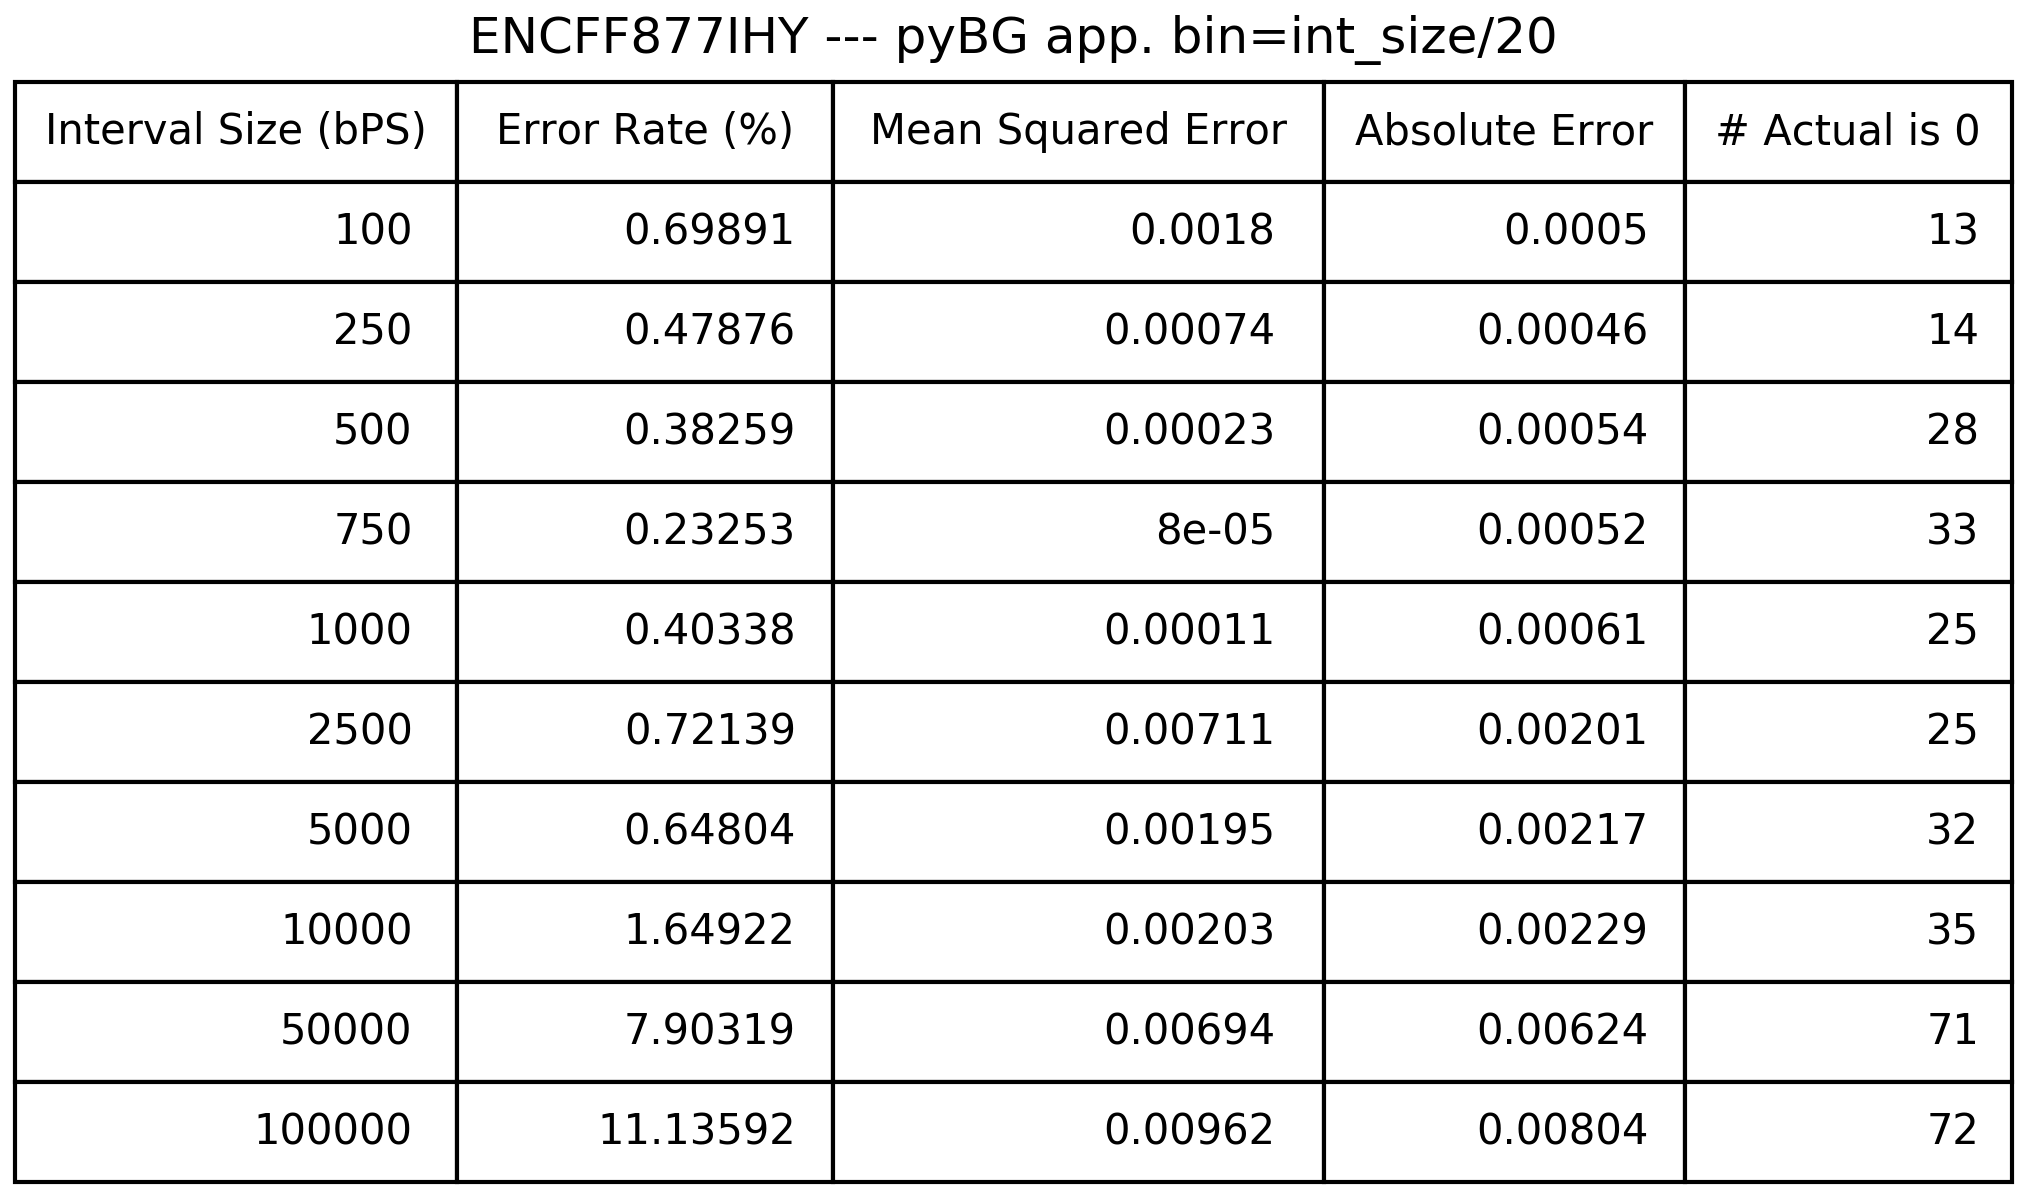 ENCFF877IHY --- pyBG app. bin=int_size/20
Interval Size (bPS) Error Rate (%) Mean Squared Error Absolute Error # Actual is 0
100 0.69891 0.0018 0.0005 13
250 0.47876 0.00074 0.00046 14
500 0.38259 0.00023 0.00054 28
750 0.23253 8e-05 0.00052 33
1000 0.40338 0.00011 0.00061 25
2500 0.72139 0.00711 0.00201 25
5000 0.64804 0.00195 0.00217 32
10000 1.64922 0.00203 0.00229 35
50000 7.90319 0.00694 0.00624 71
100000 11.13592 0.00962 0.00804 72